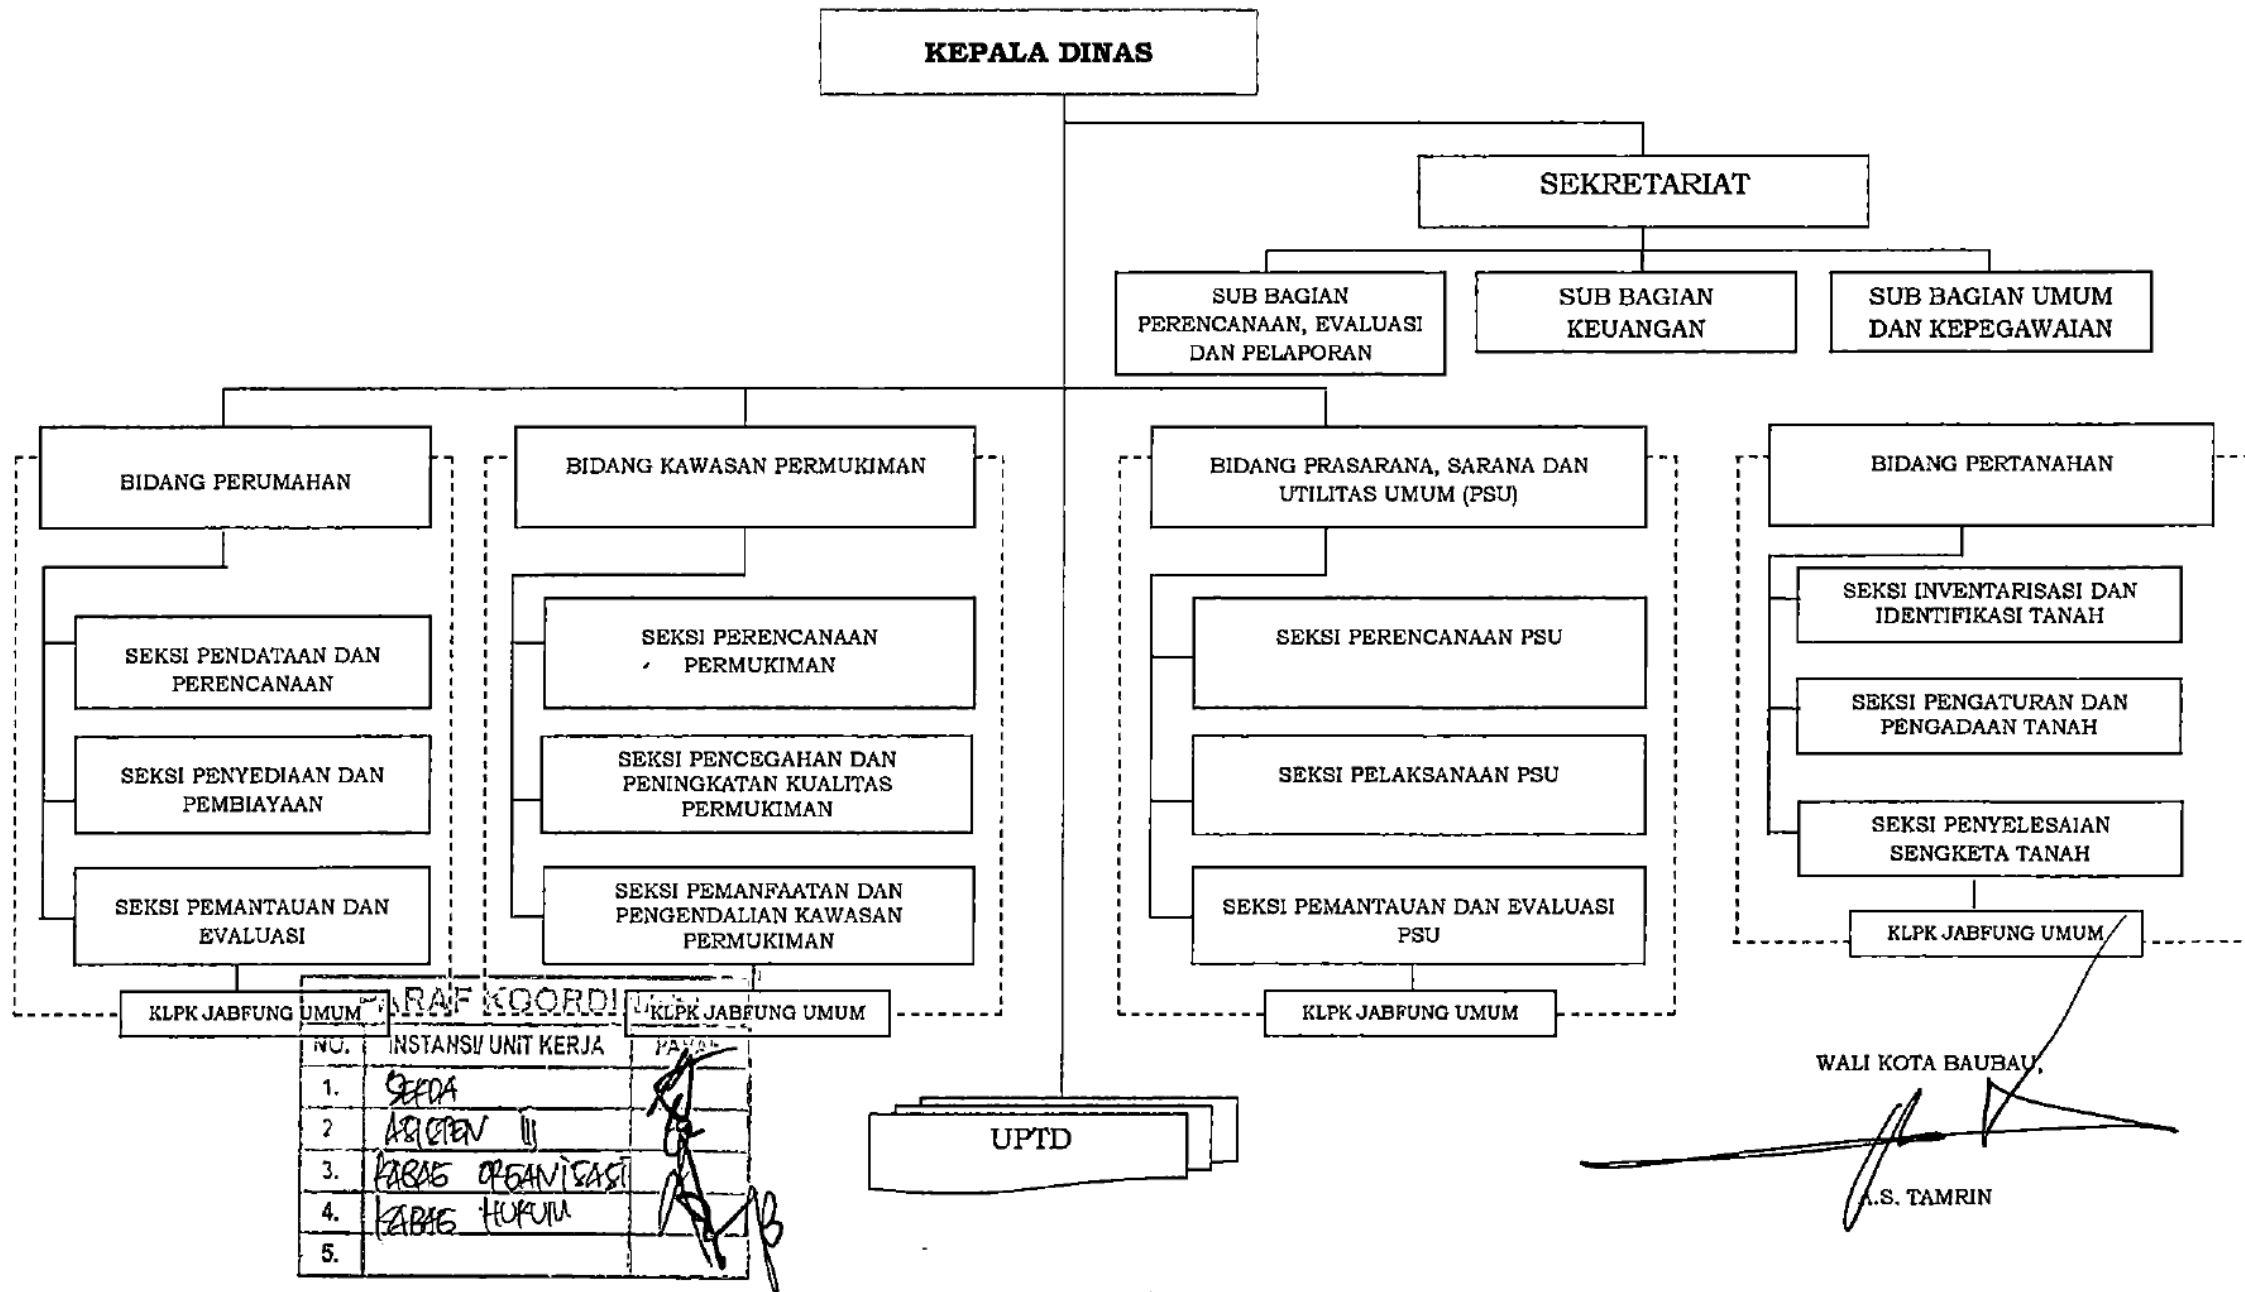 KEPALA DINAS
SEKRETARIAT
SUB BAGIAN
PERENCANAAN, EVALUASI
DAN PELAPORAN
SUB BAGIAN
KEUANGAN
SUB BAGIAN UMUM
DAN KEPEGAWAIAN
BIDANG PERUMAHAN
SEKSI PENDATAAN DAN
PERENCANAAN
SEKSI PENYEDIAAN DAN
PEMBIAYAAN
SEKSI PEMANTAUAN DAN
EVALUASI
KLPK JABFUNG UMUM
BIDANG KAWASAN PERMUKIMAN
SEKSI PERENCANAAN
PERMUKIMAN
SEKSI PENCEGAHAN DAN
PENINGKATAN KUALITAS
PERMUKIMAN
SEKSI PEMANFAATAN DAN
PENGENDALIAN KAWASAN
PERMUKIMAN
KLPK JABFUNG UMUM
BIDANG PRASARANA, SARANA DAN
UTILITAS UMUM (PSU)
SEKSI PERENCANAAN PSU
SEKSI PELAKSANAAN PSU
SEKSI PEMANTAUAN DAN EVALUASI
PSU
KLPK JABFUNG UMUM
BIDANG PERTANAHAN
SEKSI INVENTARISASI DAN
IDENTIFIKASI TANAH
SEKSI PENGATURAN DAN
PENGADAAN TANAH
SEKSI PENYELESAIAN
SENGKETA TANAH
KLPK JABFUNG UMUM
UPTD
NO. INSTANSI/ UNIT KERJA PARAF
1. SEKDA
2 ASISTEN III
3. KABAG ORGANISASI
4. KABAG HUKUM
5.
WALI KOTA BAUBAU,
A.S. TAMRIN